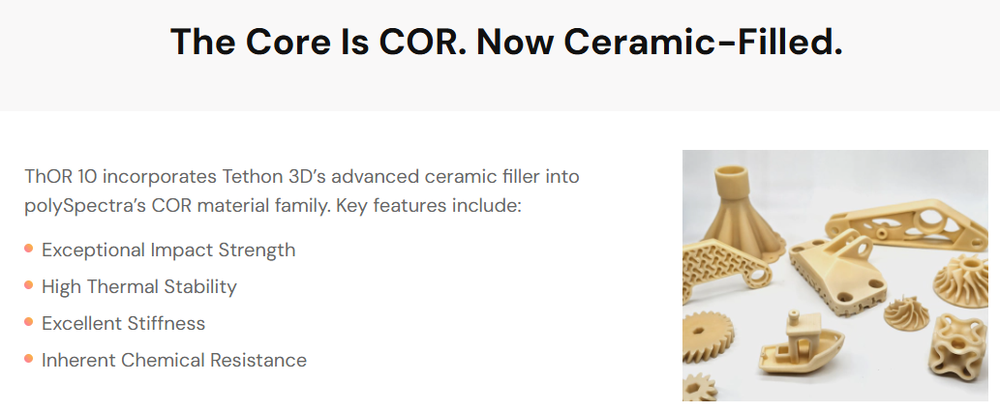 The Core Is COR. Now Ceramic-Filled.
ThOR 10 incorporates Tethon 3D’s advanced ceramic filler into
polySpectra’s COR material family. Key features include:
Exceptional Impact Strength
High Thermal Stability
Excellent Stiffness
Inherent Chemical Resistance